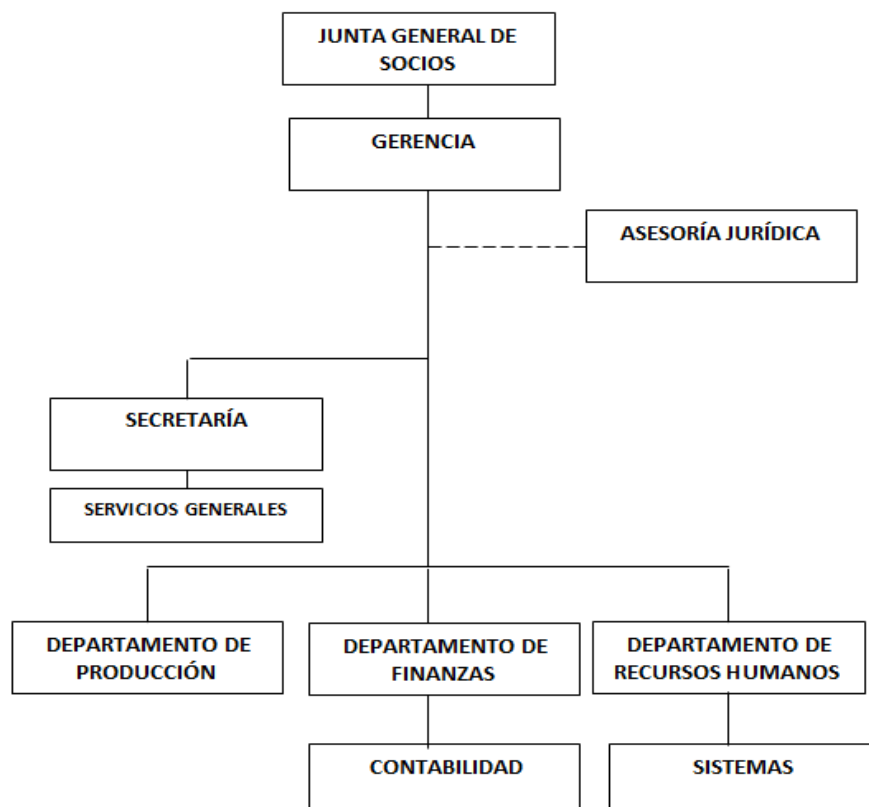 JUNTA GENERAL DE
SOCIOS
GERENCIA
ASESORÍA JURÍDICA
SECRETARÍA
SERVICIOS GENERALES
DEPARTAMENTO DE
PRODUCCIÓN
DEPARTAMENTO DE
FINANZAS
DEPARTAMENTO DE
RECURSOS HUMANOS
CONTABILIDAD
SISTEMAS